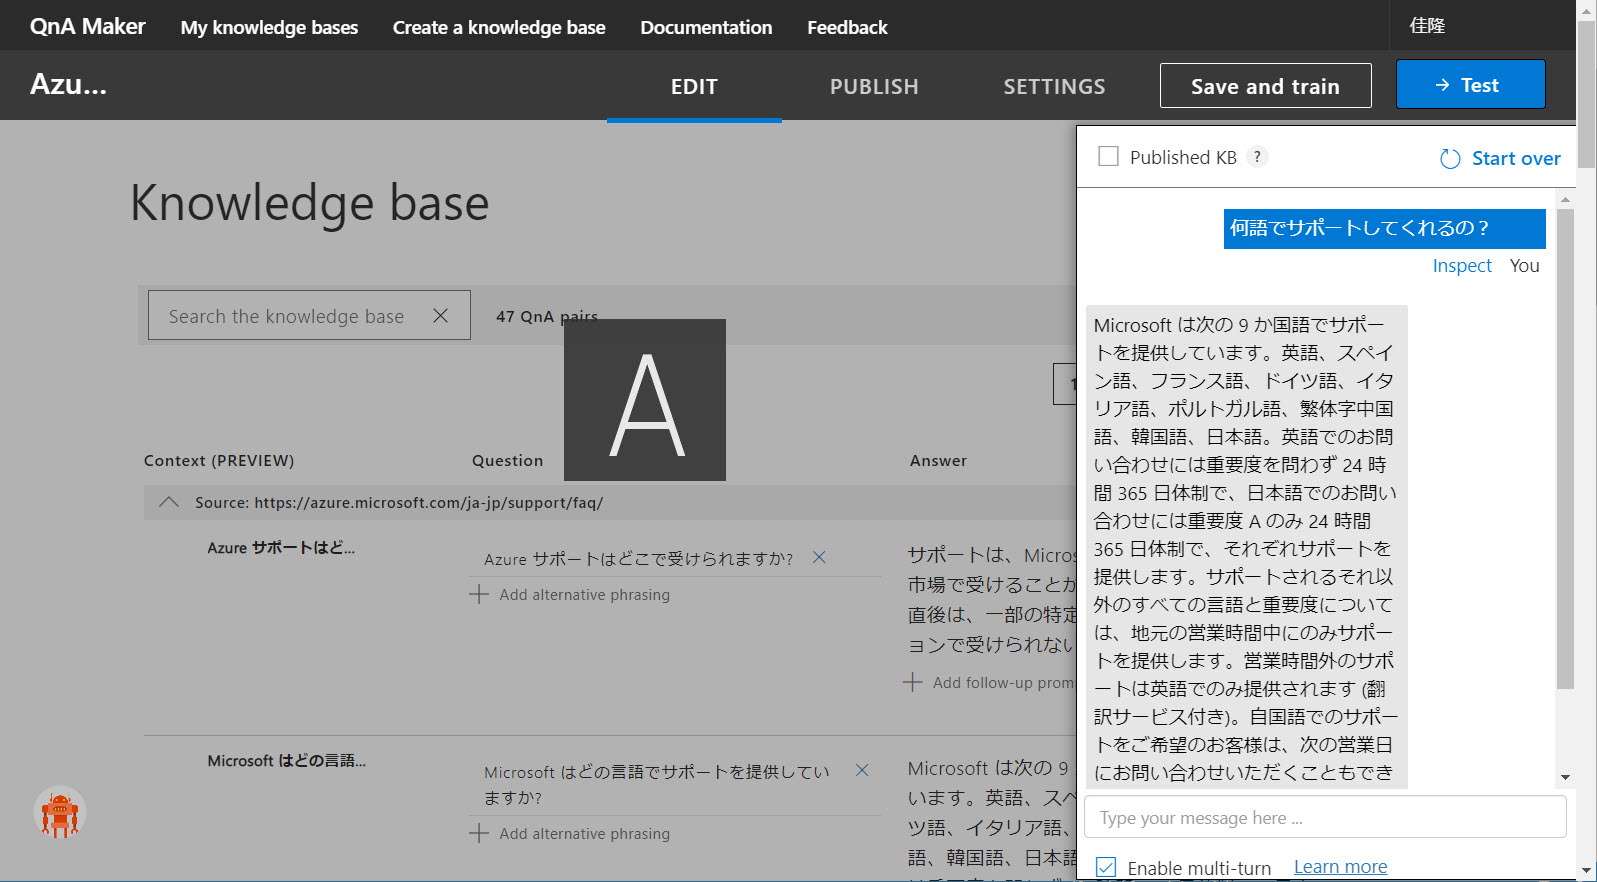 QnA Maker My knowledge bases Create a knowledge base Documentation Feedback 佳隆
Azu... EDIT PUBLISH SETTINGS Save and train → Test
Knowledge base
Search the knowledge base
47 QnA pairs
A
1
Context (PREVIEW) Question Answer
Source: https://azure.microsoft.com/ja-jp/support/faq/
Azure サポートはど...
Azure サポートはどこで受けられますか?
Add alternative phrasing
サポートは、Micros
市場で受けることか
直後は、一部の特定
ョンで受けられない
Add follow-up prom
Microsoft はどの言語...
Microsoft はどの言語でサポートを提供してい
ますか?
Add alternative phrasing
Microsoft は次の 9
います。英語、スペ
ツ語、イタリア語、
語、韓国語、日本語
Published KB ? Start over
何語でサポートしてくれるの？
Inspect You
Microsoft は次の 9 か国語でサポー
トを提供しています。英語、スペイ
ン語、フランス語、ドイツ語、イタ
リア語、ポルトガル語、繁体字中国
語、韓国語、日本語。英語でのお問
い合わせには重要度を問わず 24 時
間 365 日体制で、日本語でのお問い
合わせには重要度 A のみ 24 時間
365 日体制で、それぞれサポートを
提供します。サポートされるそれ以
外のすべての言語と重要度について
は、地元の営業時間中にのみサポー
トを提供します。営業時間外のサポ
ートは英語でのみ提供されます (翻
訳サービス付き)。自国語でのサポー
トをご希望のお客様は、次の営業日
にお問い合わせいただくこともでき
Type your message here ...
Enable multi-turn Learn more